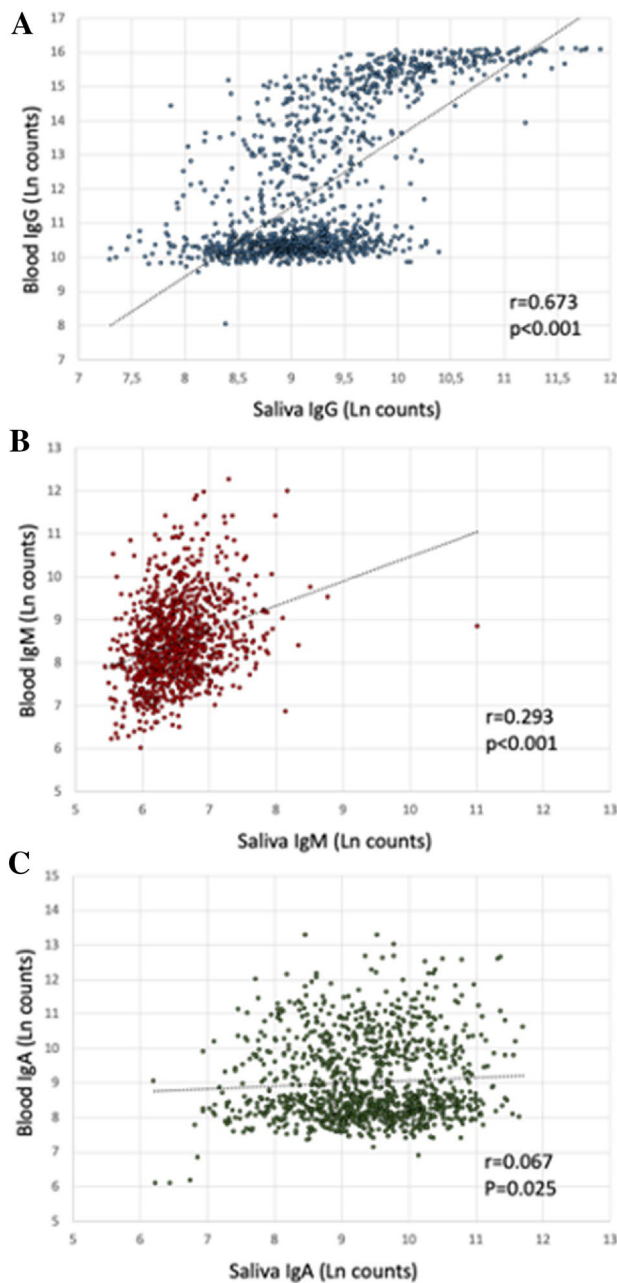 A
17
16
15
14
13
12
11
10
9
8
7
Blood IgG (Ln counts)
r=0.673
p<0.001
7 7,5 8 8,5 9 9,5 10 10,5 11 11,5 12
Saliva IgG (Ln counts)
B
13
12
11
10
9
8
7
6
5
Blood IgM (Ln counts)
r=0.293
p<0.001
5 6 7 8 9 10 11 12 13
Saliva IgM (Ln counts)
C
15
14
13
12
11
10
9
8
7
6
5
Blood IgA (Ln counts)
r=0.067
P=0.025
5 6 7 8 9 10 11 12 13
Saliva IgA (Ln counts)